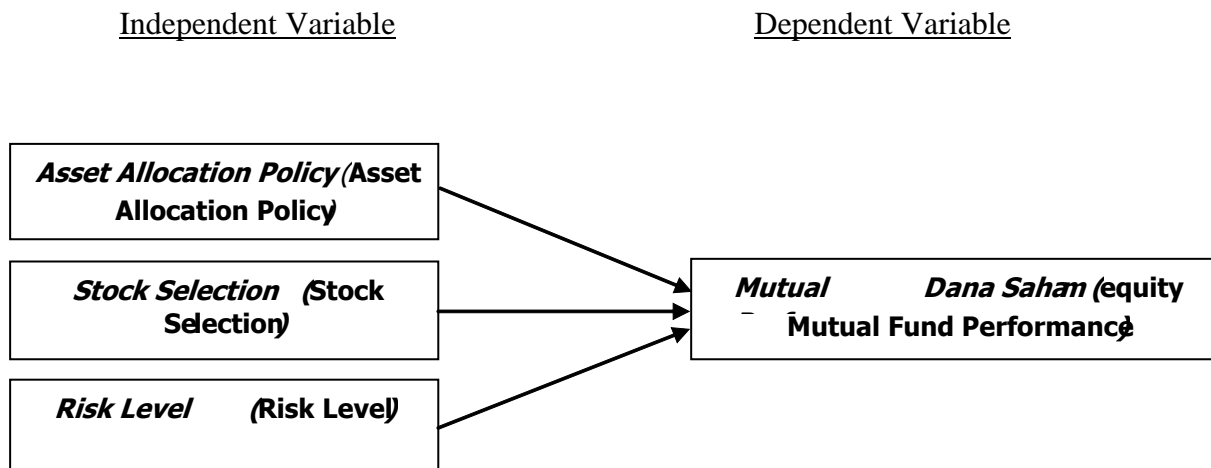 Independent Variable
Dependent Variable
Asset Allocation Policy (Asset
Allocation Policy)
Stock Selection (Stock
Selection)
Risk Level (Risk Level)
Mutual Dana Saham (equity
Mutual Fund Performance)